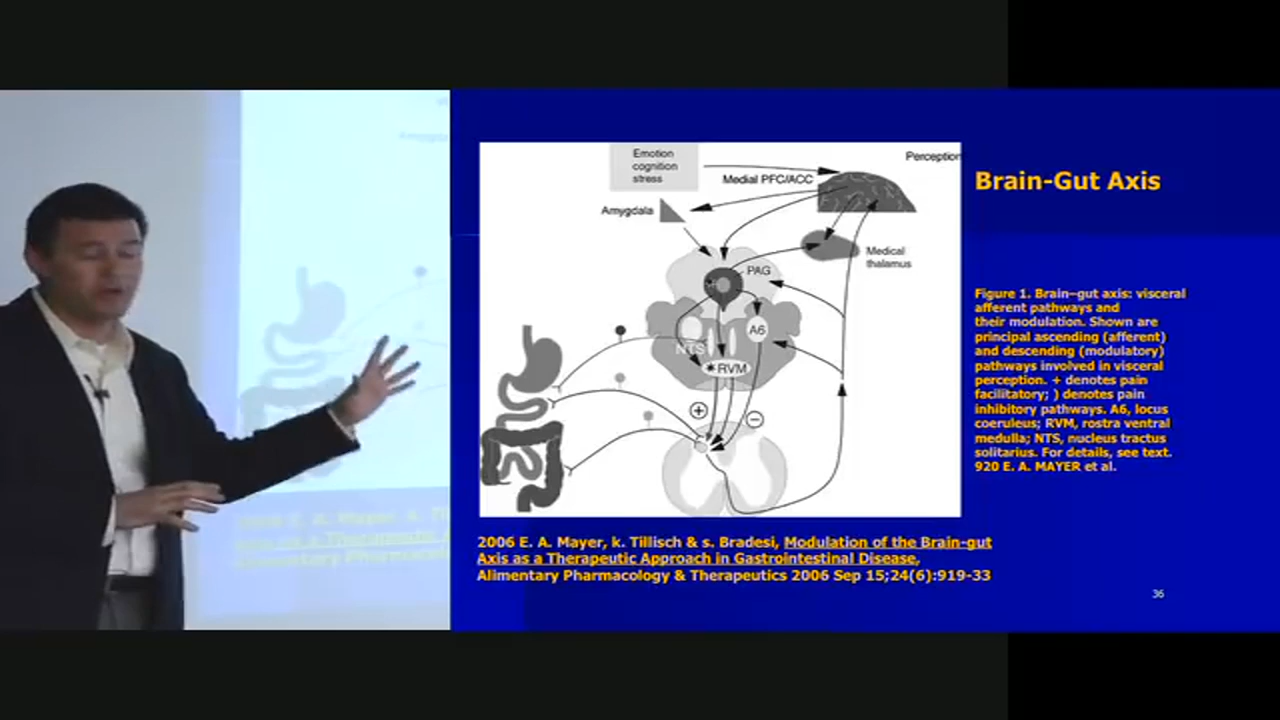 Emotion
cognition
stress
Perception
Medial PFC/ACC
Amygdala
Medical
thalamus
PAG
A6
NTS
RVM
+
−
Brain-Gut Axis
Figure 1. Brain–gut axis: visceral
afferent pathways and
their modulation. Shown are
principal ascending (afferent)
and descending (modulatory)
pathways involved in visceral
perception. + denotes pain
facilitatory; ) denotes pain
inhibitory pathways. A6, locus
coeruleus; RVM, rostra ventral
medulla; NTS, nucleus tractus
solitarius. For details, see text.
920 E. A. MAYER et al.
2006 E. A. Mayer, k. Tillisch & s. Bradesi, Modulation of the Brain-gut
Axis as a Therapeutic Approach in Gastrointestinal Disease,
Alimentary Pharmacology & Therapeutics 2006 Sep 15;24(6):919-33
36